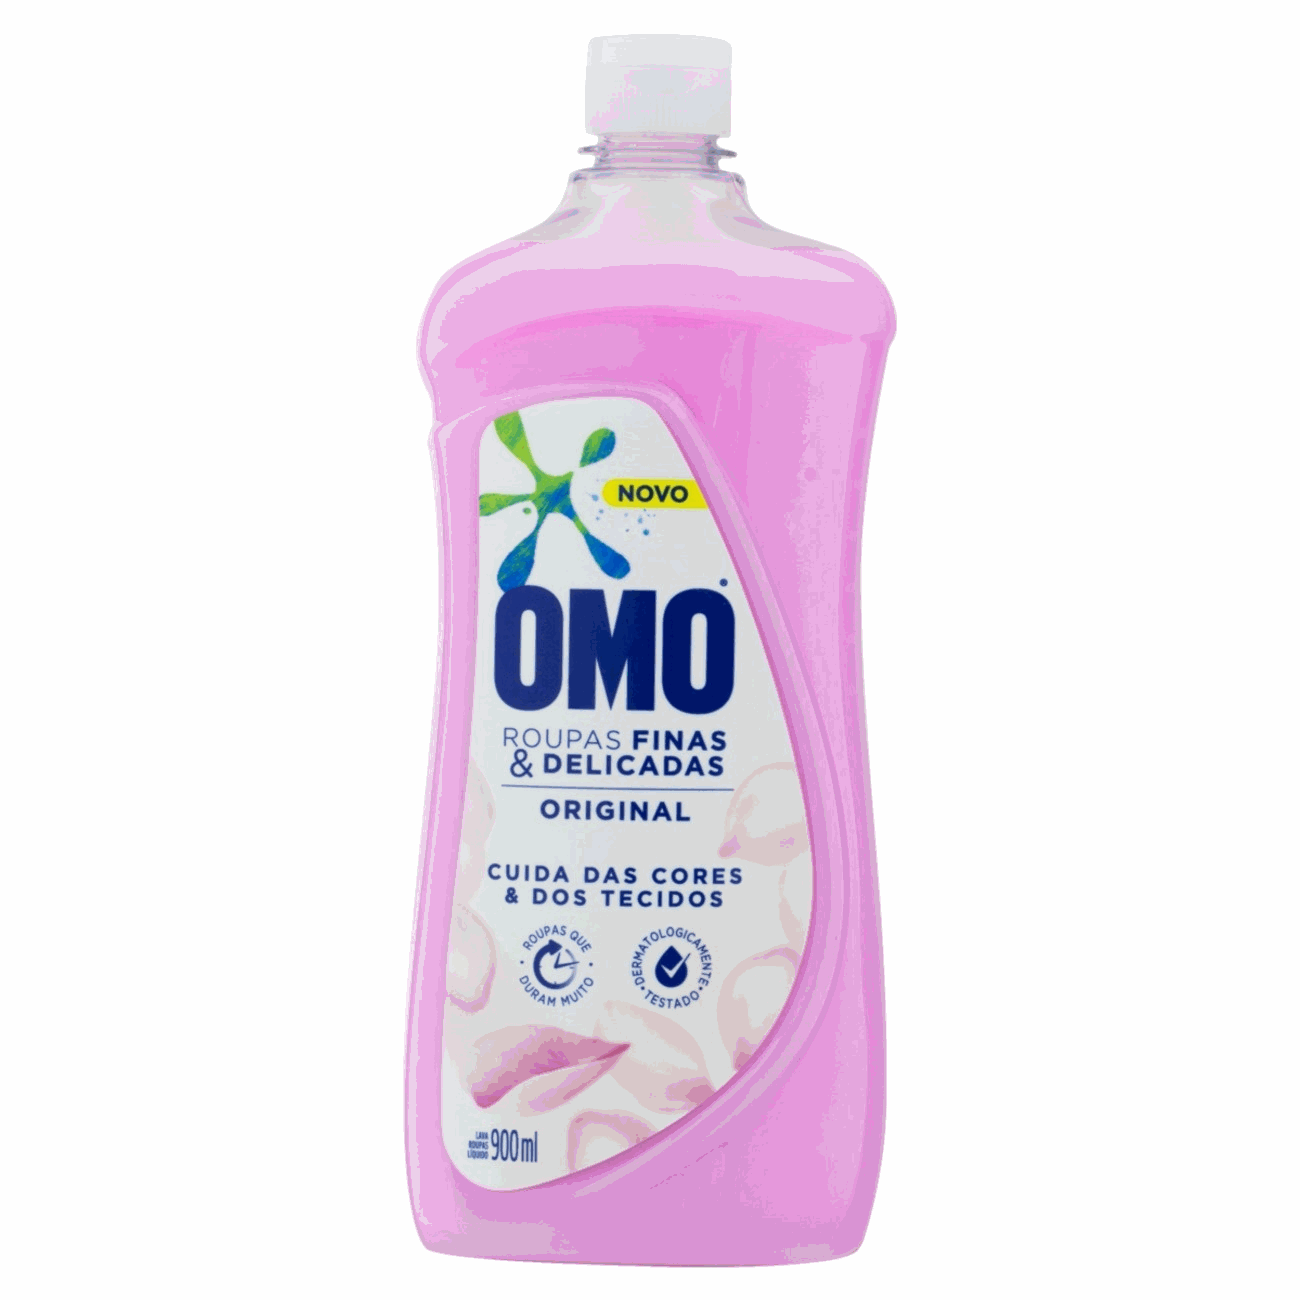 NOVO
OMO
ROUPAS FINAS
& DELICADAS
ORIGINAL
CUIDA DAS CORES
& DOS TECIDOS
ROUPAS QUE DURAM MUITO
DERMATOLOGICAMENTE TESTADO
LAVA
ROUPAS
LÍQUIDO
900ml